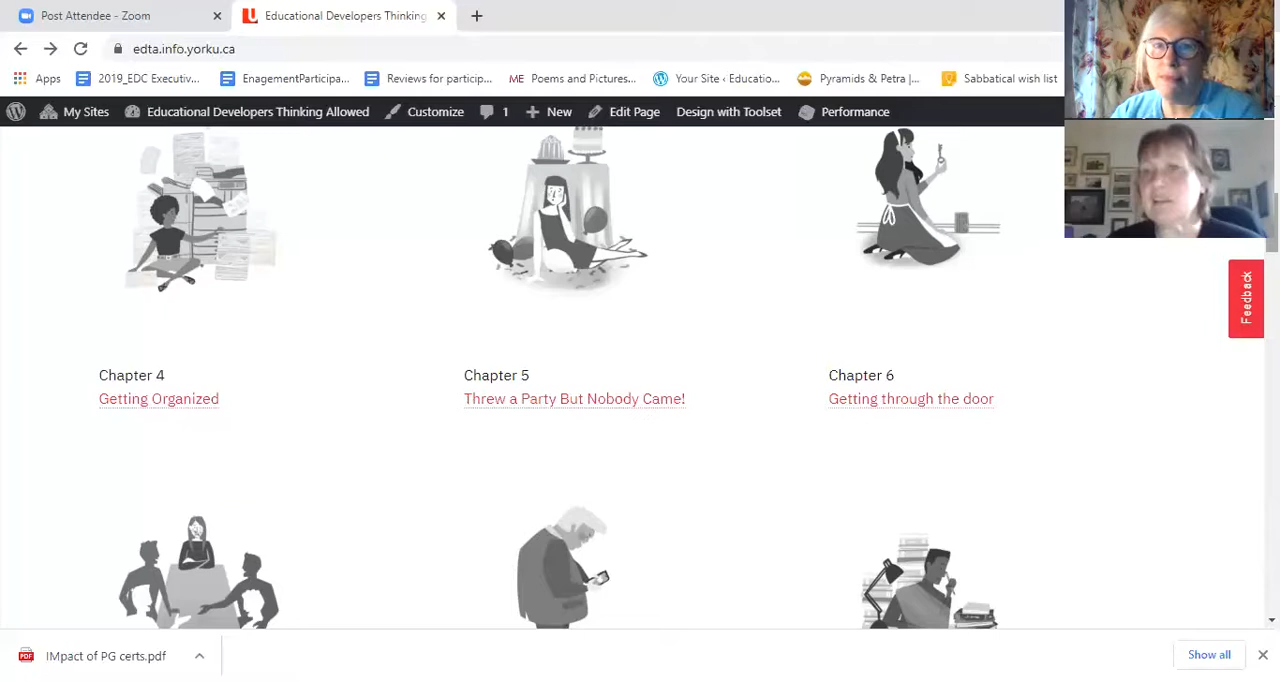 Post Attendee - Zoom
Educational Developers Thinking
edta.info.yorku.ca
Apps 2019_EDC Executiv... EnagementParticipa... Reviews for particip... ME Poems and Pictures... Your Site ‹ Educatio... Pyramids & Petra |... Sabbatical wish list
My Sites Educational Developers Thinking Allowed Customize 1 New Edit Page Design with Toolset Performance
Feedback
Chapter 4 Chapter 5 Chapter 6
Getting Organized Threw a Party But Nobody Came! Getting through the door
PDF IMpact of PG certs.pdf Show all